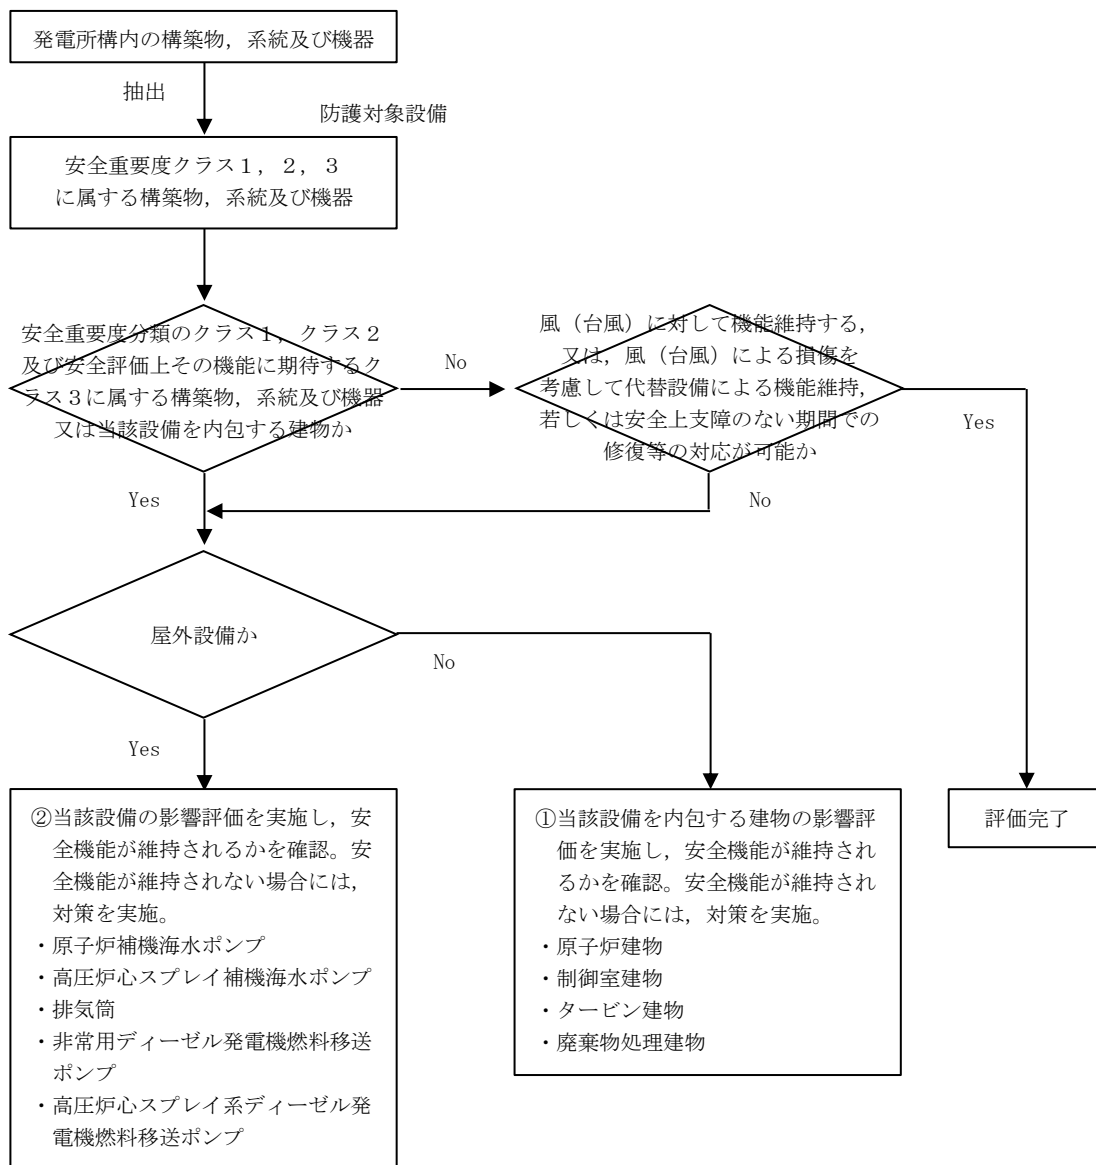 発電所構内の構築物，系統及び機器
抽出
防護対象設備
安全重要度クラス１，２，３
に属する構築物，系統及び機器
安全重要度分類のクラス１，クラス２
及び安全評価上その機能に期待するク
ラス３に属する構築物，系統及び機器
又は当該設備を内包する建物か
No
風（台風）に対して機能維持する，
又は，風（台風）による損傷を
考慮して代替設備による機能維持，
若しくは安全上支障のない期間での
修復等の対応が可能か
Yes
Yes
No
屋外設備か
No
Yes
②当該設備の影響評価を実施し，安
全機能が維持されるかを確認。安
全機能が維持されない場合には，
対策を実施。
・原子炉補機海水ポンプ
・高圧炉心スプレイ補機海水ポンプ
・排気筒
・非常用ディーゼル発電機燃料移送
ポンプ
・高圧炉心スプレイ系ディーゼル発
電機燃料移送ポンプ
①当該設備を内包する建物の影響評
価を実施し，安全機能が維持され
るかを確認。安全機能が維持され
ない場合には，対策を実施。
・原子炉建物
・制御室建物
・タービン建物
・廃棄物処理建物
評価完了